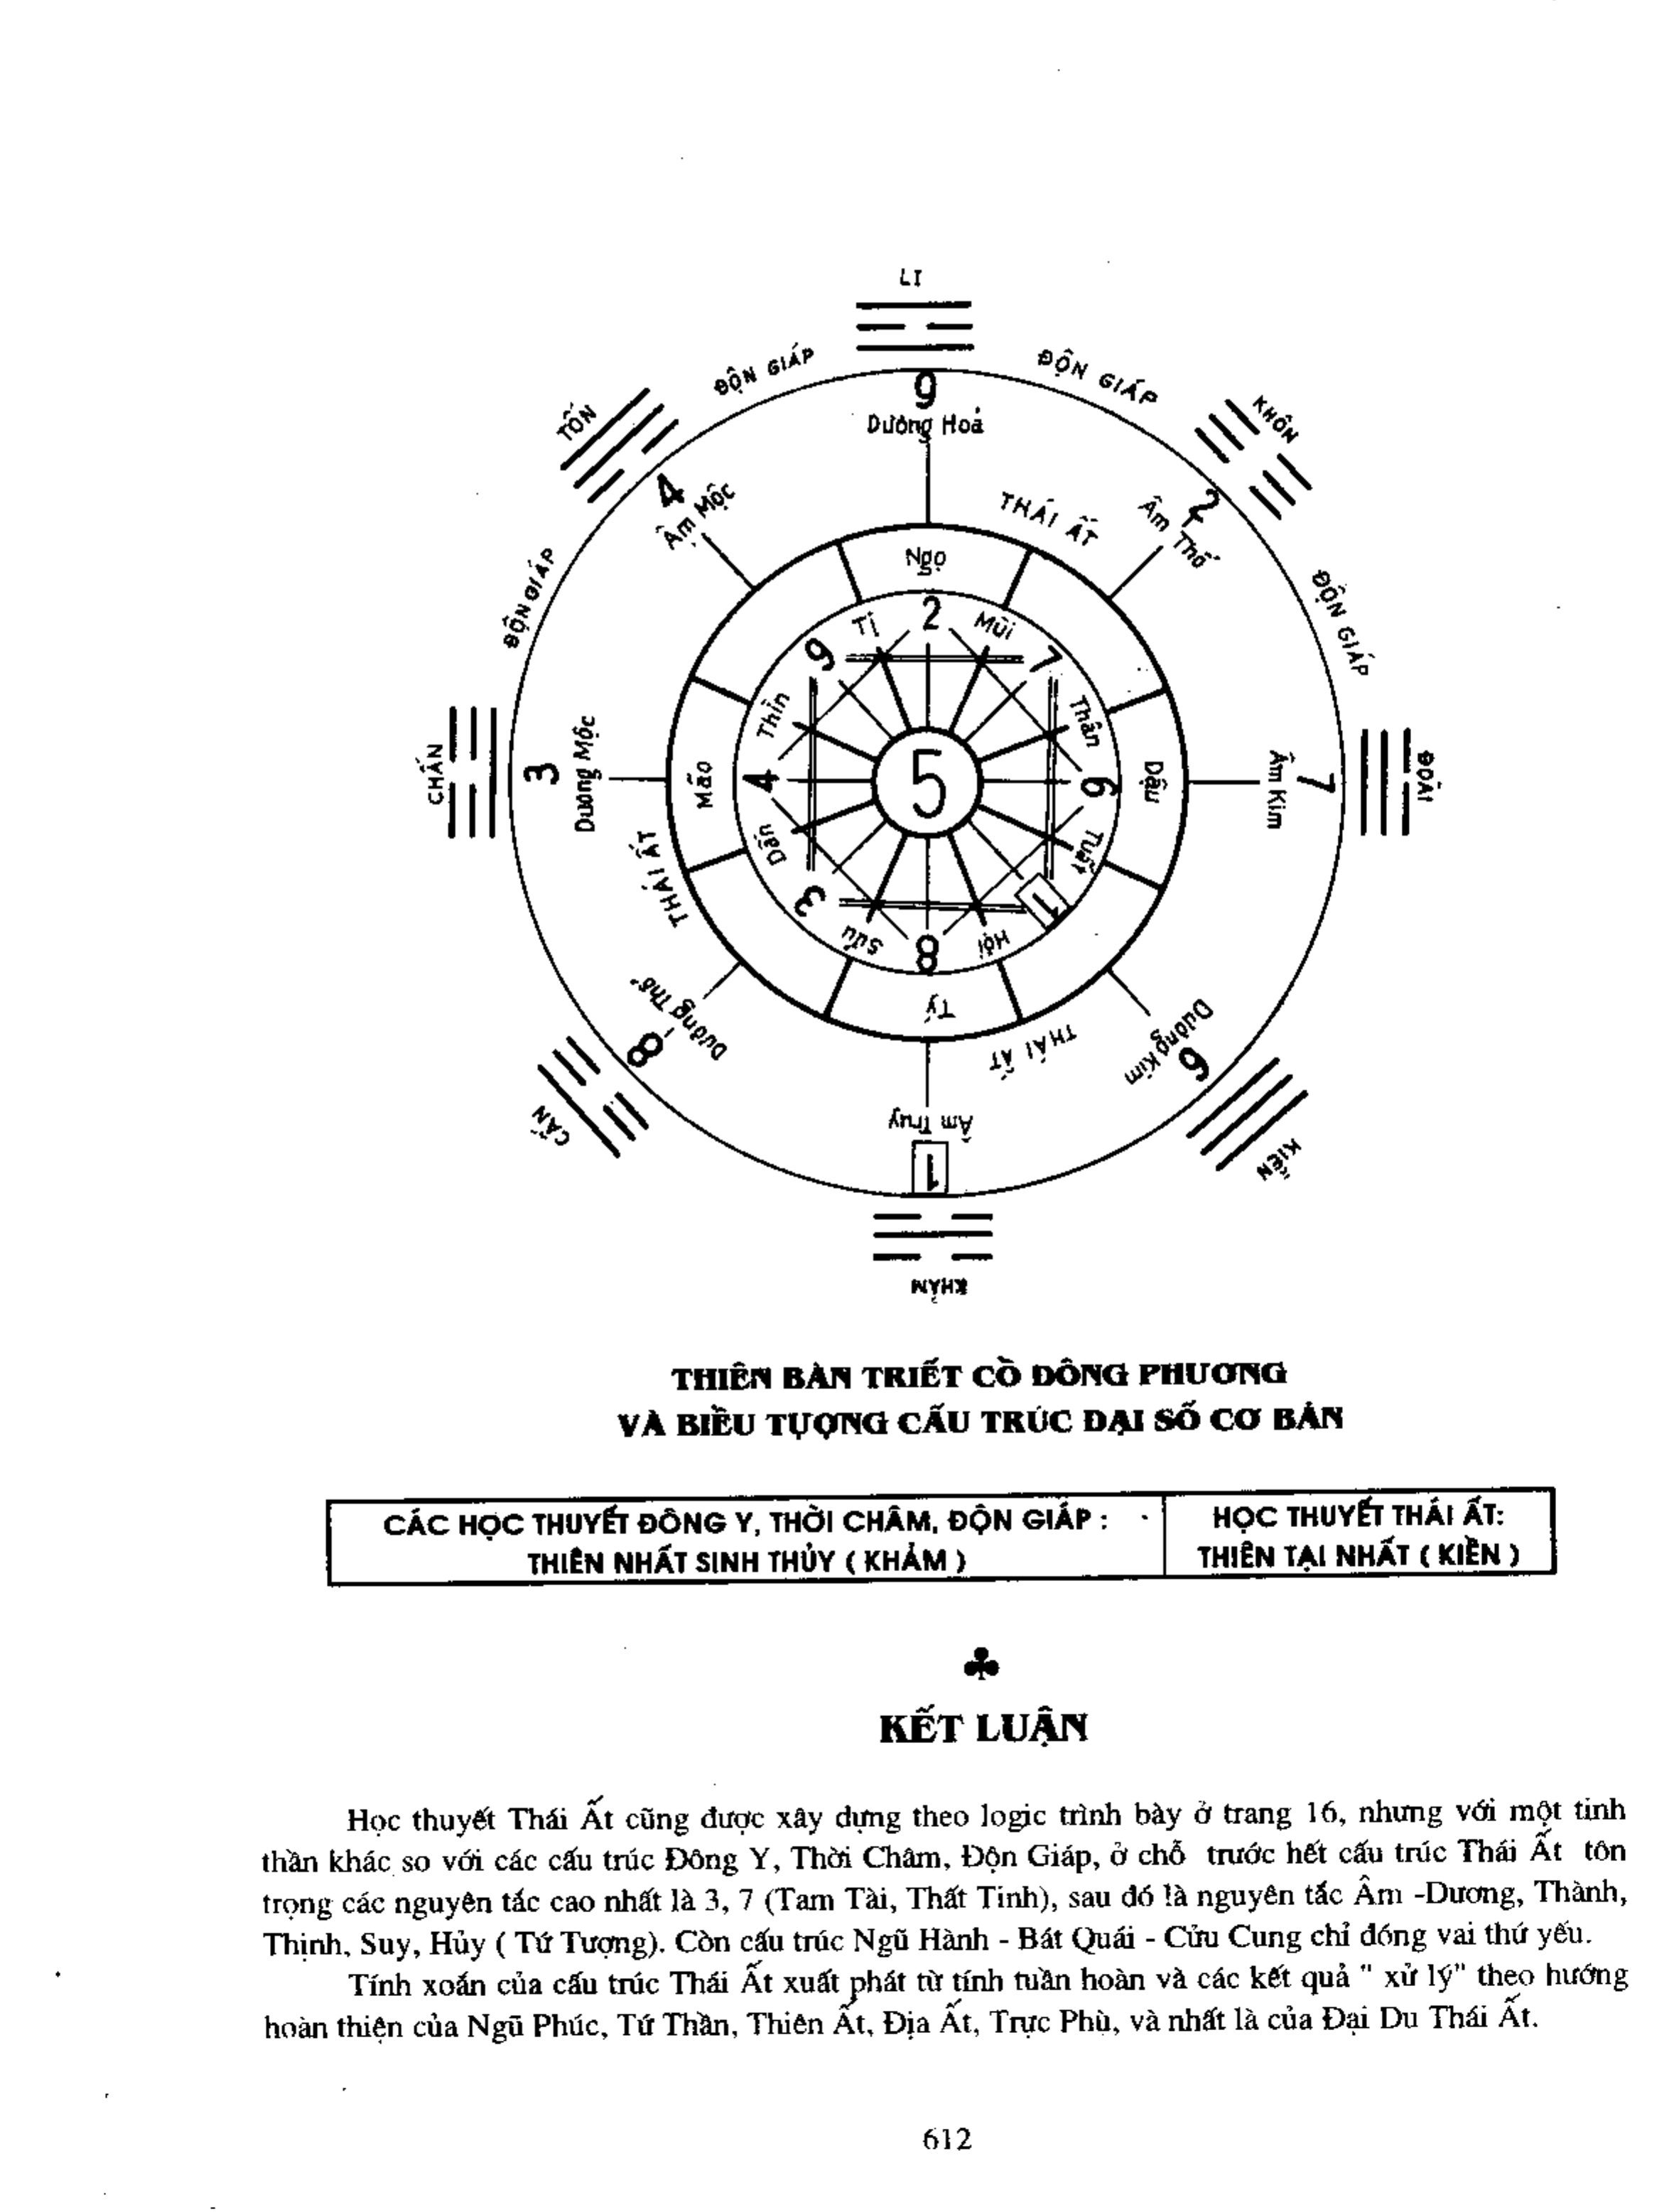 LI
ĐỘN GIÁP
ĐỘN GIÁP
TỐN
KHÔN
9
Dương Hoả
4
Âm Mộc
THÁI ẤT
2
Âm Thổ
ĐỘN GIÁP
ĐỘN GIÁP
Ngọ
Tị
2
Mùi
9
7
Thìn
Thân
CHẤN
3
Dương Mộc
Mão
4
5
6
Dậu
Âm Kim
7
ĐOÀI
Dần
Tuất
THÁI ẤT
3
1
Sửu
8
Hợi
Tý
Dương Thổ
8
THÁI ẤT
Dương Kim
6
CẤN
Âm Thuỷ
1
KIỀN
KHẢM
THIÊN BÀN TRIẾT CỔ ĐÔNG PHƯƠNG
VÀ BIỂU TƯỢNG CẤU TRÚC ĐẠI SỐ CƠ BẢN
CÁC HỌC THUYẾT ĐÔNG Y, THỜI CHÂM, ĐỘN GIÁP :
THIÊN NHẤT SINH THỦY ( KHẢM )
HỌC THUYẾT THÁI ẤT:
THIÊN TẠI NHẤT ( KIỀN )
KẾT LUẬN
Học thuyết Thái Ất cũng được xây dựng theo logic trình bày ở trang 16, nhưng với một tinh
thần khác so với các cấu trúc Đông Y, Thời Châm, Độn Giáp, ở chỗ trước hết cấu trúc Thái Ất tôn
trọng các nguyên tắc cao nhất là 3, 7 (Tam Tài, Thất Tinh), sau đó là nguyên tắc Âm -Dương, Thành,
Thịnh, Suy, Hủy ( Tứ Tượng). Còn cấu trúc Ngũ Hành - Bát Quái - Cửu Cung chỉ đóng vai thứ yếu.
Tính xoắn của cấu trúc Thái Ất xuất phát từ tính tuần hoàn và các kết quả " xử lý" theo hướng
hoàn thiện của Ngũ Phúc, Tứ Thần, Thiên Ất, Địa Ất, Trực Phù, và nhất là của Đại Du Thái Ất.
612